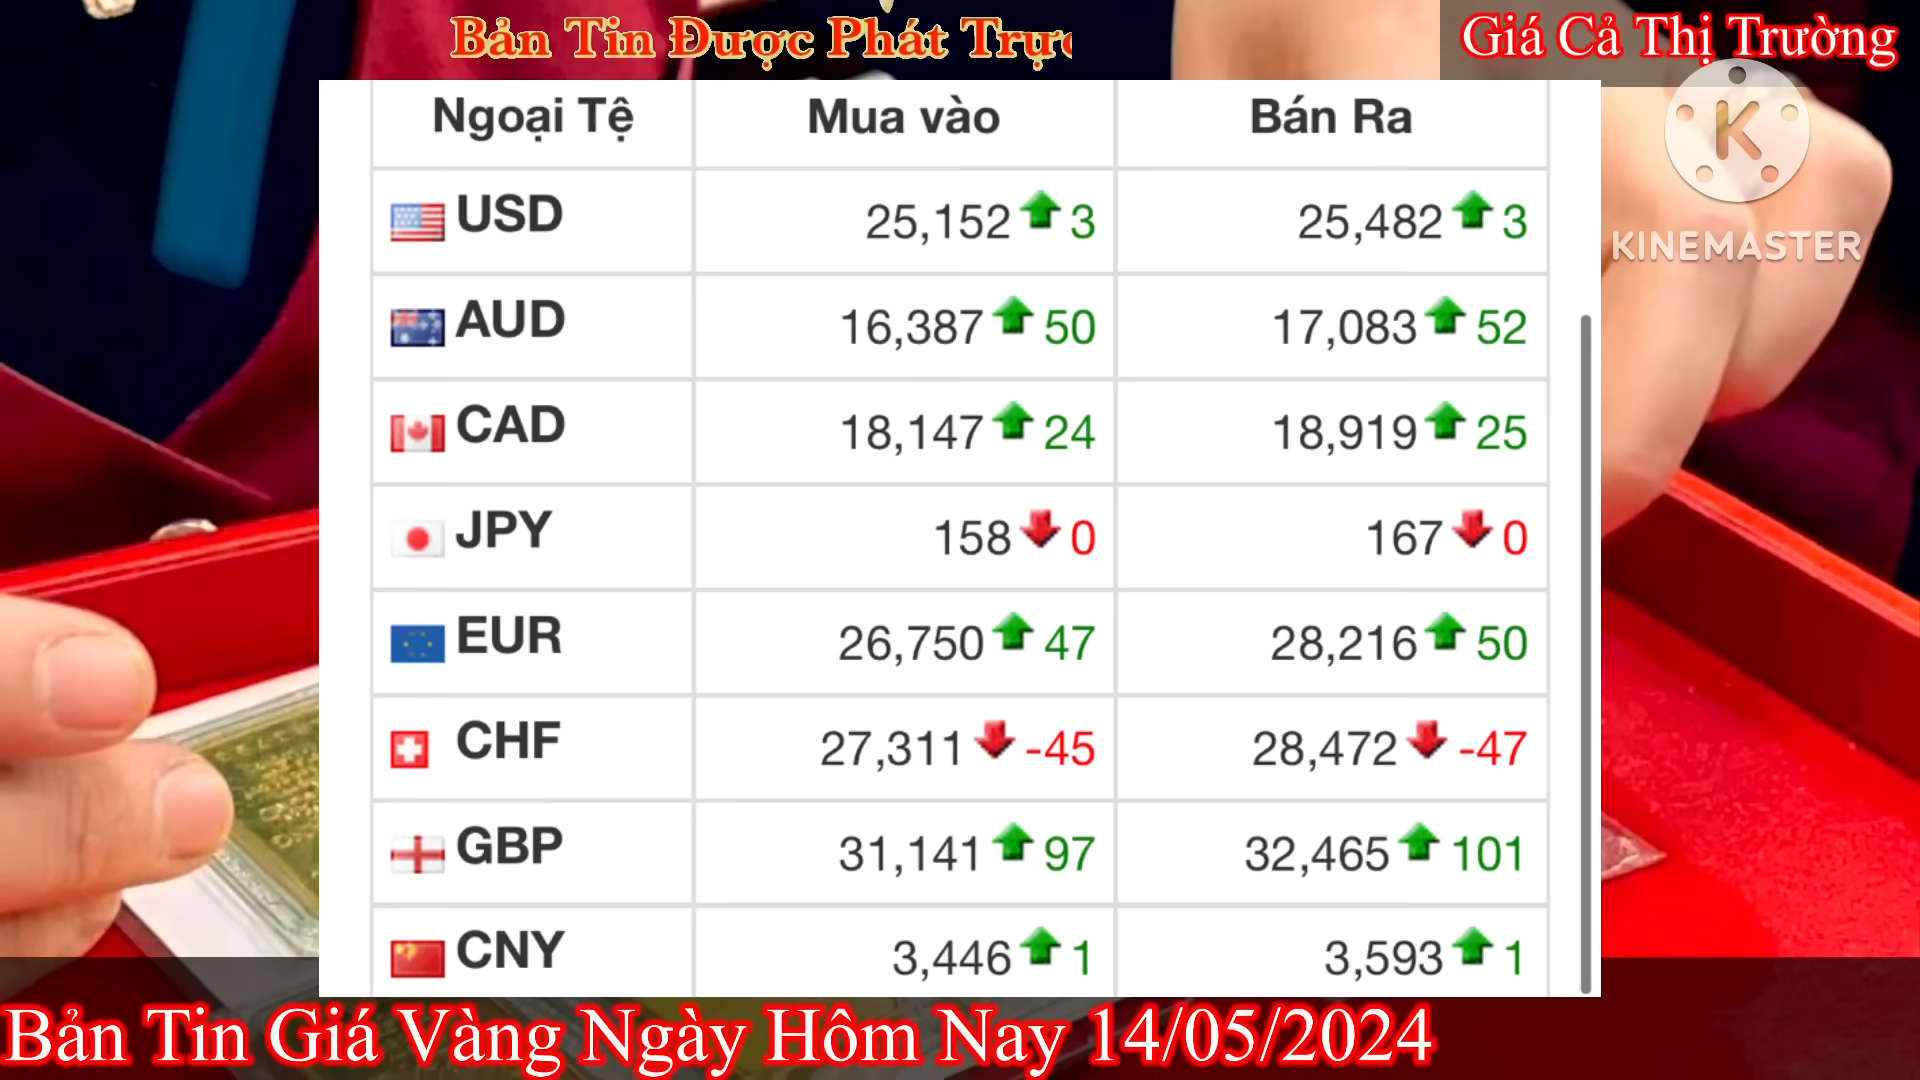 Bản Tin Được Phát Trực
Giá Cả Thị Trường
KINEMASTER
Ngoại Tệ Mua vào Bán Ra
USD 25,152 3 25,482 3
AUD 16,387 50 17,083 52
CAD 18,147 24 18,919 25
JPY 158 0 167 0
EUR 26,750 47 28,216 50
CHF 27,311 -45 28,472 -47
GBP 31,141 97 32,465 101
CNY 3,446 1 3,593 1
Bản Tin Giá Vàng Ngày Hôm Nay 14/05/2024